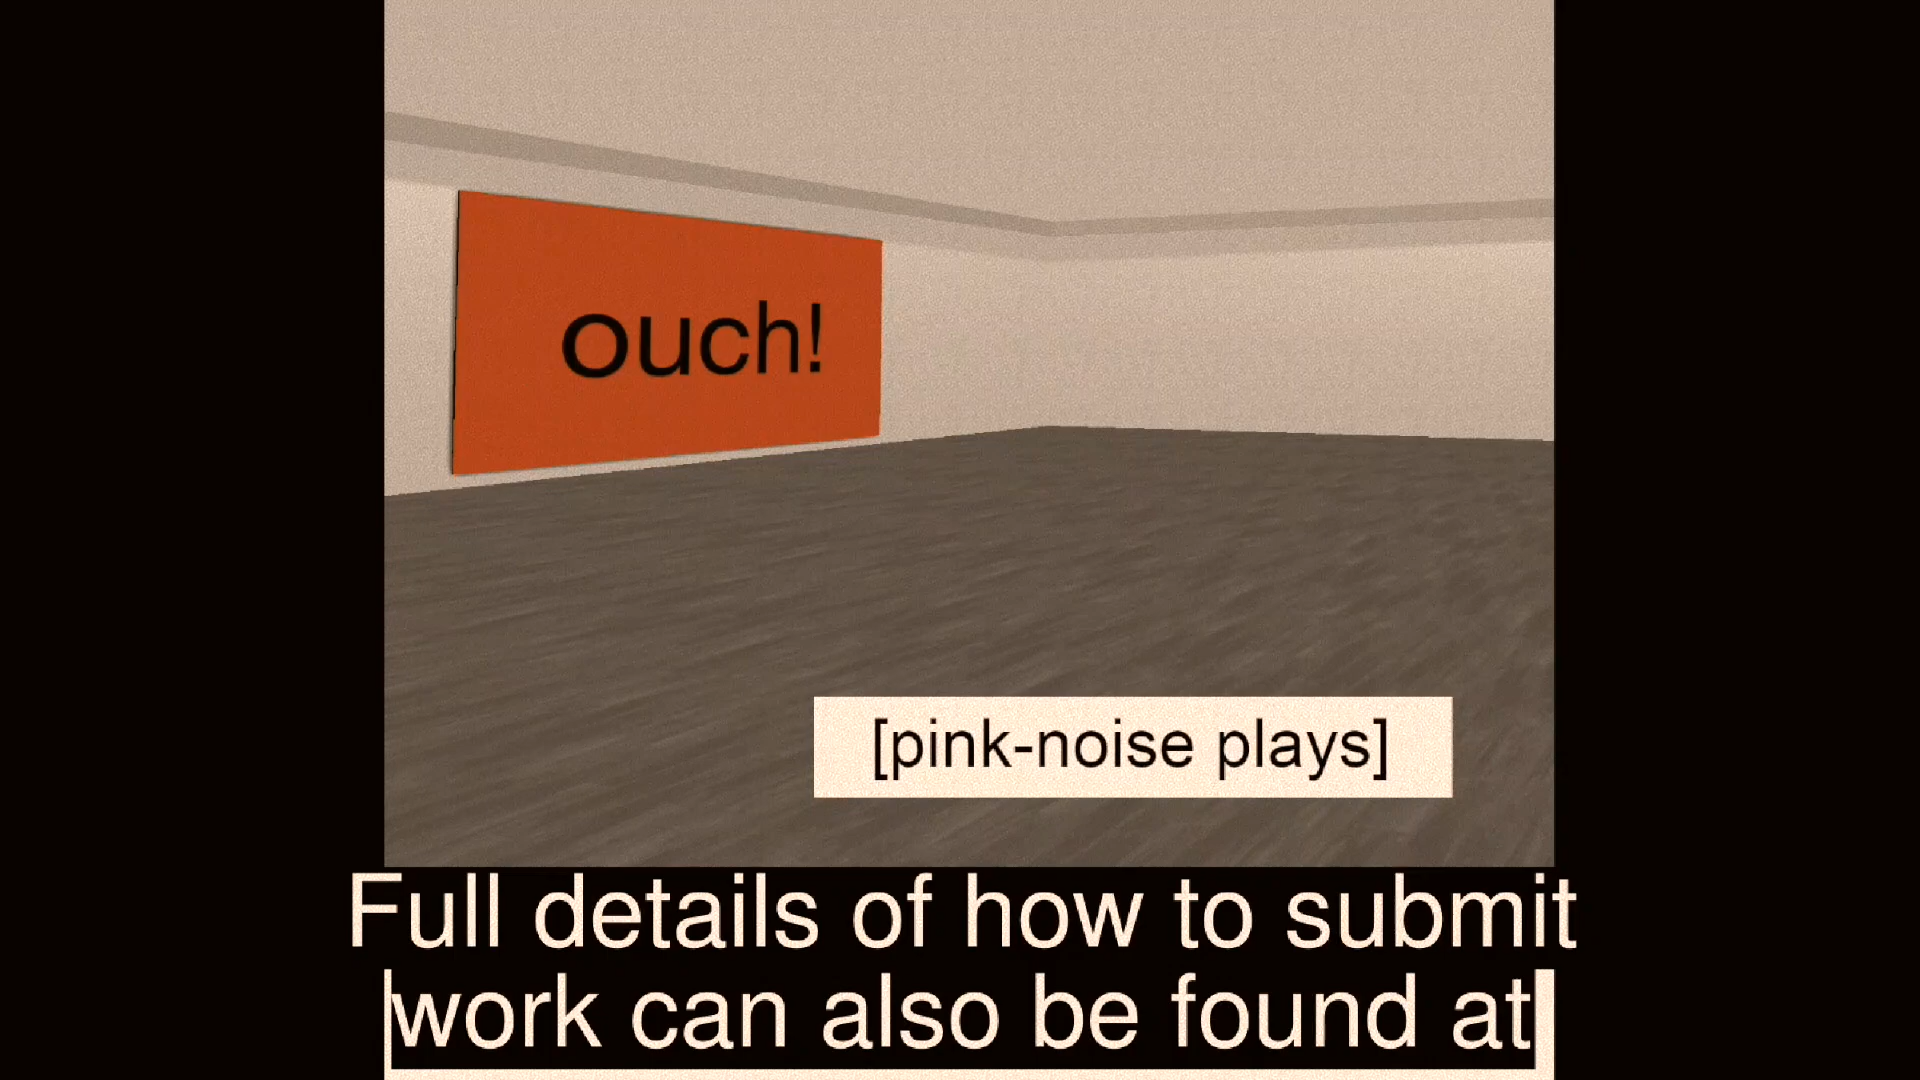 ouch!
[pink-noise plays]
Full details of how to submit
work can also be found at